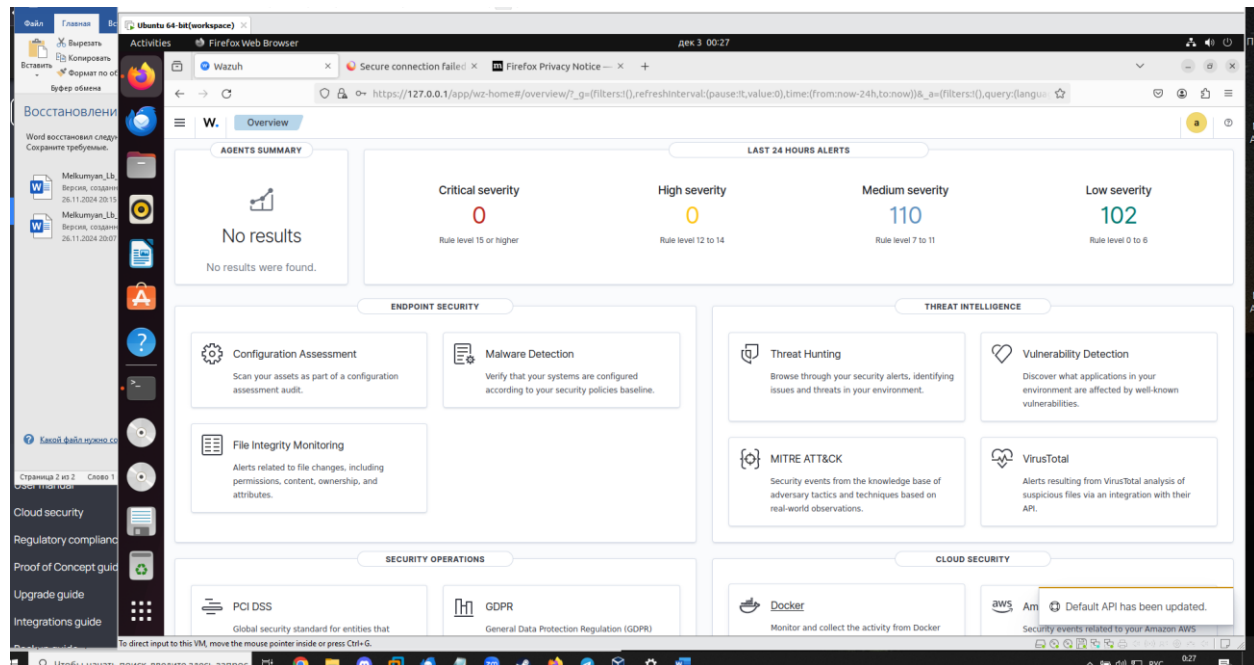 Файл
Главная
Вс
Вырезать
Копировать
Вставить
Формат по об
Буфер обмена
Восстановлени
Word восстановил следу
Сохраните требуемые.
Melkumyan_Lb_
Версия, создан
26.11.2024 20:15
Melkumyan_Lb_
Версия, создан
26.11.2024 20:07
Какой файл нужно со
Страница 2 из 2
Слово 1
User manual
Cloud security
Regulatory complianc
Proof of Concept guid
Upgrade guide
Integrations guide
Ubuntu 64-bit(workspace)
Activities
Firefox Web Browser
дек 3 00:27
Wazuh
Secure connection failed
Firefox Privacy Notice —
https://127.0.0.1/app/wz-home#/overview/?_g=(filters:!(),refreshInterval:(pause:!t,value:0),time:(from:now-24h,to:now))&_a=(filters:!(),query:(langua
W.
Overview
a
AGENTS SUMMARY
No results
No results were found.
LAST 24 HOURS ALERTS
Critical severity
0
Rule level 15 or higher
High severity
0
Rule level 12 to 14
Medium severity
110
Rule level 7 to 11
Low severity
102
Rule level 0 to 6
ENDPOINT SECURITY
Configuration Assessment
Scan your assets as part of a configuration
assessment audit.
Malware Detection
Verify that your systems are configured
according to your security policies baseline.
File Integrity Monitoring
Alerts related to file changes, including
permissions, content, ownership, and
attributes.
THREAT INTELLIGENCE
Threat Hunting
Browse through your security alerts, identifying
issues and threats in your environment.
Vulnerability Detection
Discover what applications in your
environment are affected by well-known
vulnerabilities.
MITRE ATT&CK
Security events from the knowledge base of
adversary tactics and techniques based on
real-world observations.
VirusTotal
Alerts resulting from VirusTotal analysis of
suspicious files via an integration with their
API.
SECURITY OPERATIONS
PCI DSS
Global security standard for entities that
GDPR
General Data Protection Regulation (GDPR)
CLOUD SECURITY
Docker
Monitor and collect the activity from Docker
aws
Am
Security events related to your Amazon AWS
Default API has been updated.
To direct input to this VM, move the mouse pointer inside or press Ctrl+G.
Чтобы начать поиск, введите здесь запрос
РУС
0:27